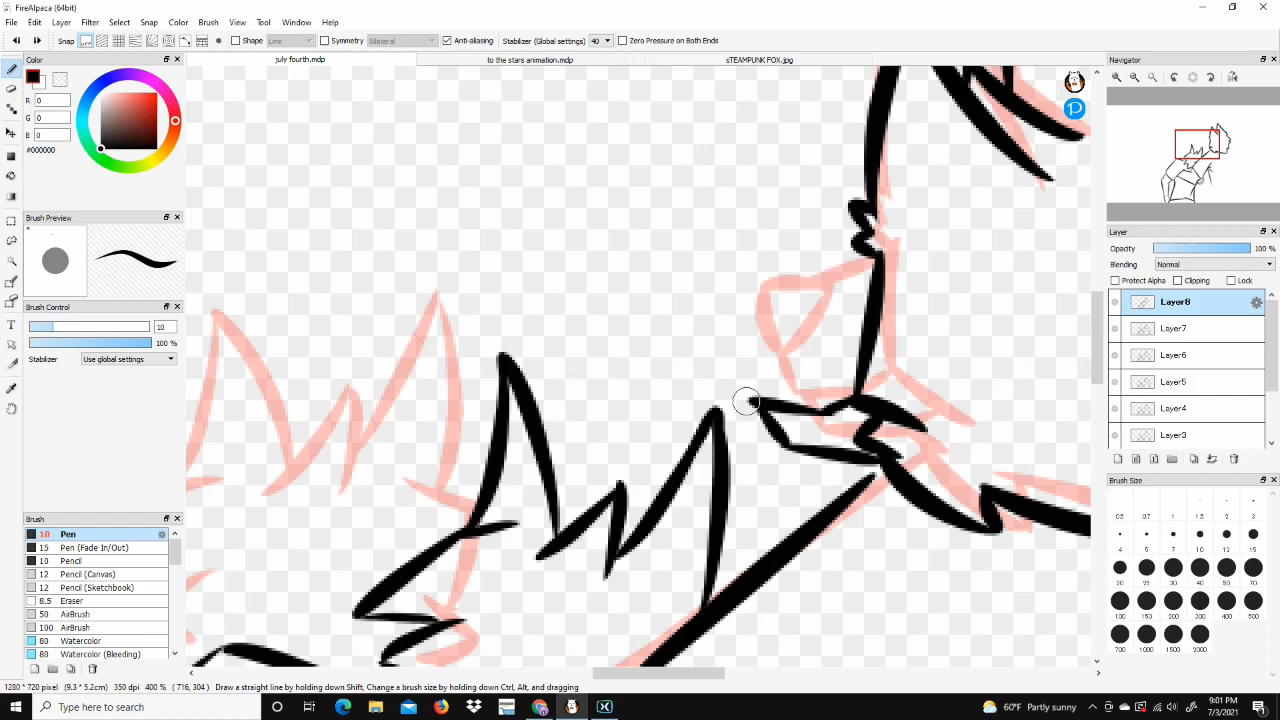 FireAlpaca (64bit)
File Edit Layer Filter Select Snap Color Brush View Tool Window Help
Snap Shape Line Symmetry Bilateral Anti-aliasing Stabilizer (Global settings) 40 Zero Pressure on Both Ends
july fourth.mdp to the stars animation.mdp sTEAMPUNK FOX.jpg
Color
R 0
G 0
B 0
#000000
Brush Preview
Brush Control
10
100 %
Stabilizer Use global settings
Brush
10 Pen
15 Pen (Fade In/Out)
10 Pencil
12 Pencil (Canvas)
12 Pencil (Sketchbook)
8.5 Eraser
50 AirBrush
100 AirBrush
80 Watercolor
80 Watercolor (Bleeding)
P
Navigator
Layer
Opacity 100 %
Blending Normal
Protect Alpha Clipping Lock
Layer8
Layer7
Layer6
Layer5
Layer4
Layer3
Brush Size
0.5 0.7 1 1.5 2 3
4 5 7 10 12 15
20 25 30 40 50 70
100 150 200 300 400 500
700 1000 1500 2000
1280 * 720 pixel (9.3 * 5.2cm) 350 dpi 400 % ( 716, 304 ) Draw a straight line by holding down Shift, Change a brush size by holding down Ctrl, Alt, and dragging
Type here to search
60°F Partly sunny
9:01 PM
7/3/2021